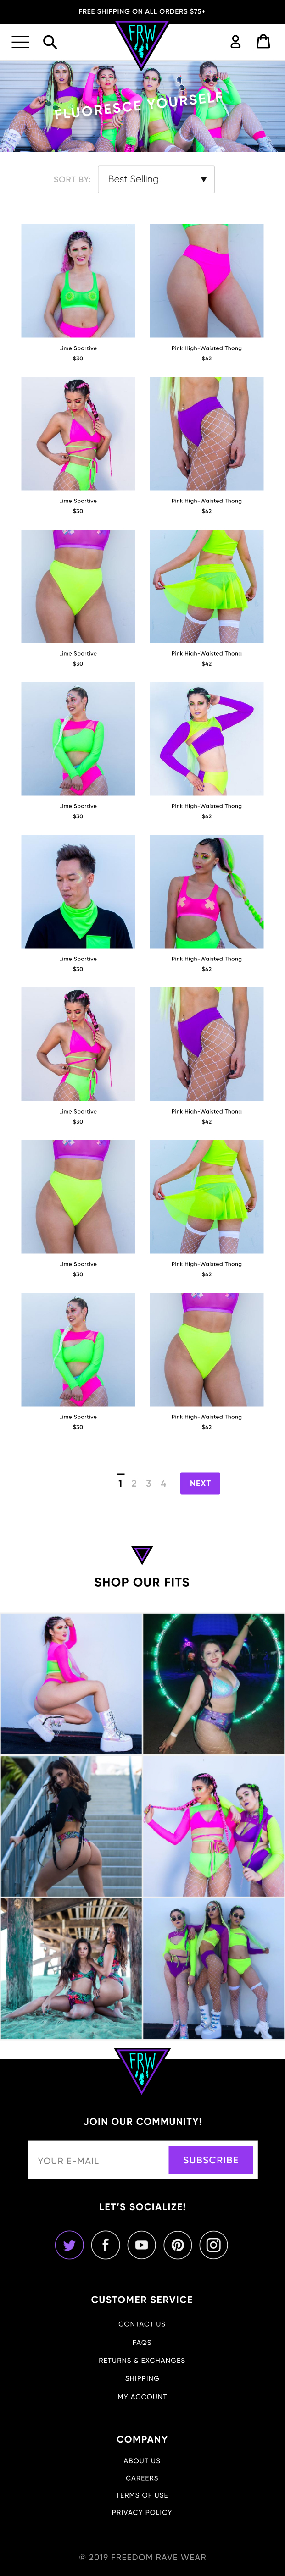 FREE SHIPPING ON ALL ORDERS $75+
FRW
FLUORESCE YOURSELF
SORT BY: Best Selling
Lime Sportive
$30
Pink High-Waisted Thong
$42
Lime Sportive
$30
Pink High-Waisted Thong
$42
Lime Sportive
$30
Pink High-Waisted Thong
$42
Lime Sportive
$30
Pink High-Waisted Thong
$42
Lime Sportive
$30
Pink High-Waisted Thong
$42
Lime Sportive
$30
Pink High-Waisted Thong
$42
Lime Sportive
$30
Pink High-Waisted Thong
$42
Lime Sportive
$30
Pink High-Waisted Thong
$42
1 2 3 4 NEXT
SHOP OUR FITS
FRW
JOIN OUR COMMUNITY!
YOUR E-MAIL SUBSCRIBE
LET'S SOCIALIZE!
CUSTOMER SERVICE
CONTACT US
FAQS
RETURNS & EXCHANGES
SHIPPING
MY ACCOUNT
COMPANY
ABOUT US
CAREERS
TERMS OF USE
PRIVACY POLICY
© 2019 FREEDOM RAVE WEAR